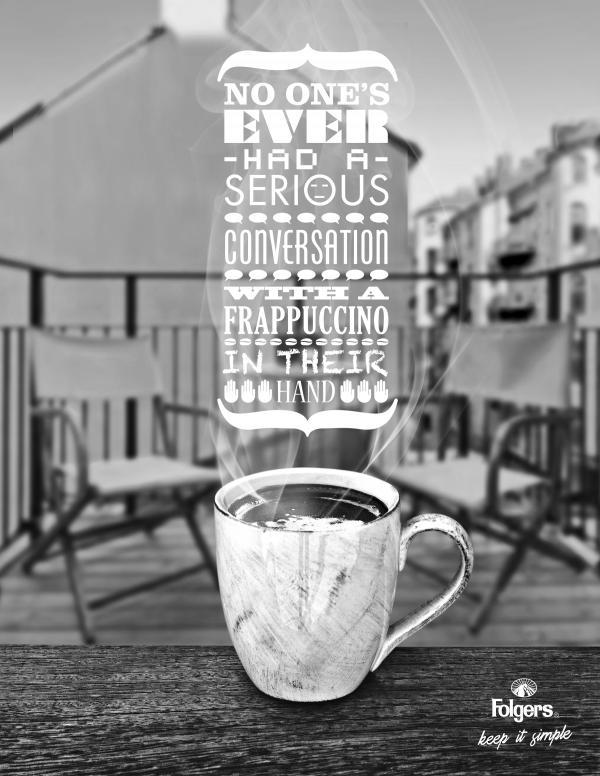 NO ONE'S
EVER
-HAD A-
SERIOUS
CONVERSATION
WITH A
FRAPPUCCINO
IN THEIR
HAND
Folgers
keep it simple